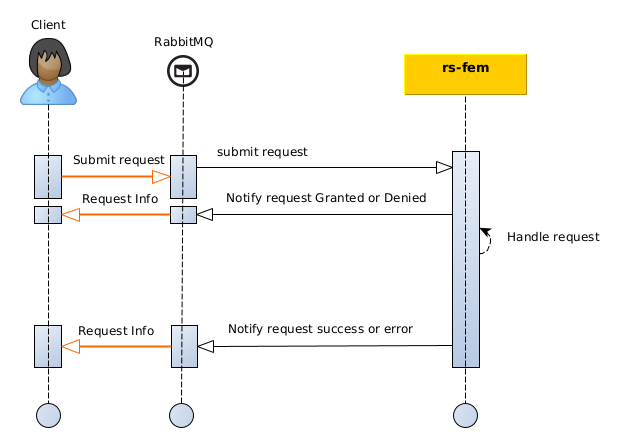 Client
RabbitMQ
rs-fem
Submit request
submit request
Request Info
Notify request Granted or Denied
Handle request
Request Info
Notify request success or error